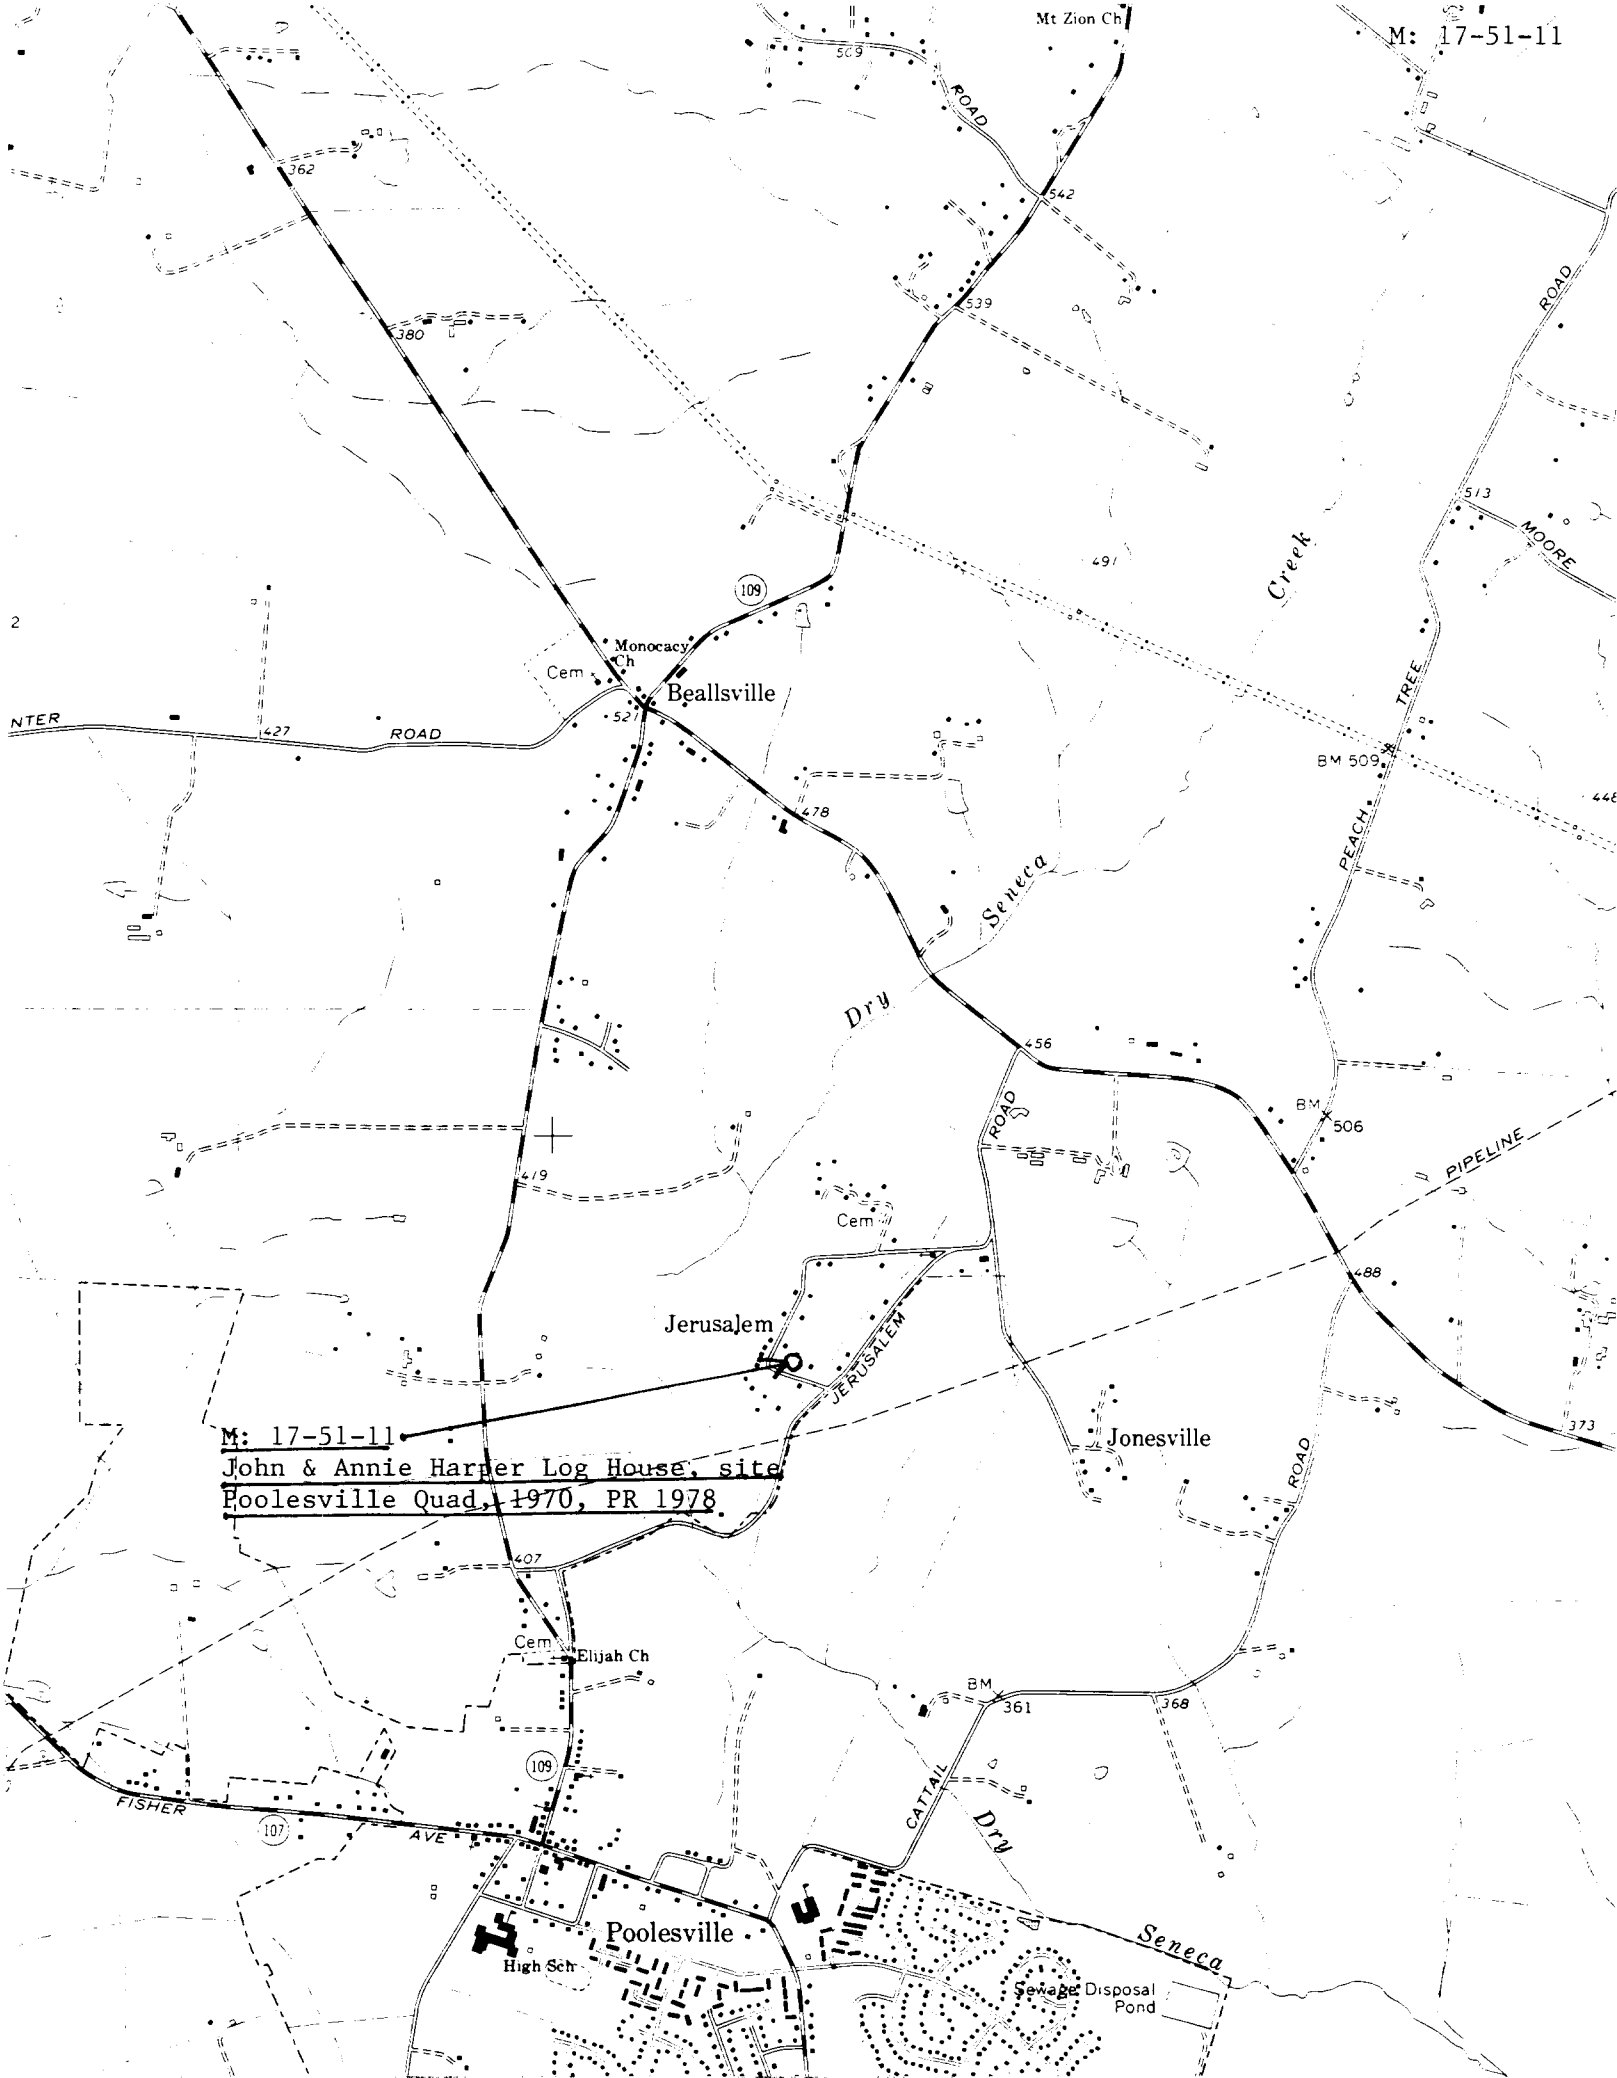 Mt Zion Ch
M: 17-51-11
509
ROAD
362
542
539
ROAD
380
513
MOORE
491
Creek
109
2
Monocacy
Ch
Cem
Beallsville
TREE
521
NTER
427
ROAD
BM 509
448
478
PEACH
Seneca
Dry
456
ROAD
BM
506
PIPELINE
419
Cem
488
Jerusalem
JERUSALEM
M: 17-51-11
John & Annie Harper Log House, site
Poolesville Quad, 1970, PR 1978
Jonesville
373
ROAD
407
Cem
Elijah Ch
BM
361
368
109
CATTAIL
FISHER
107
AVE
Dry
Poolesville
High Sch
Seneca
Sewage Disposal
Pond